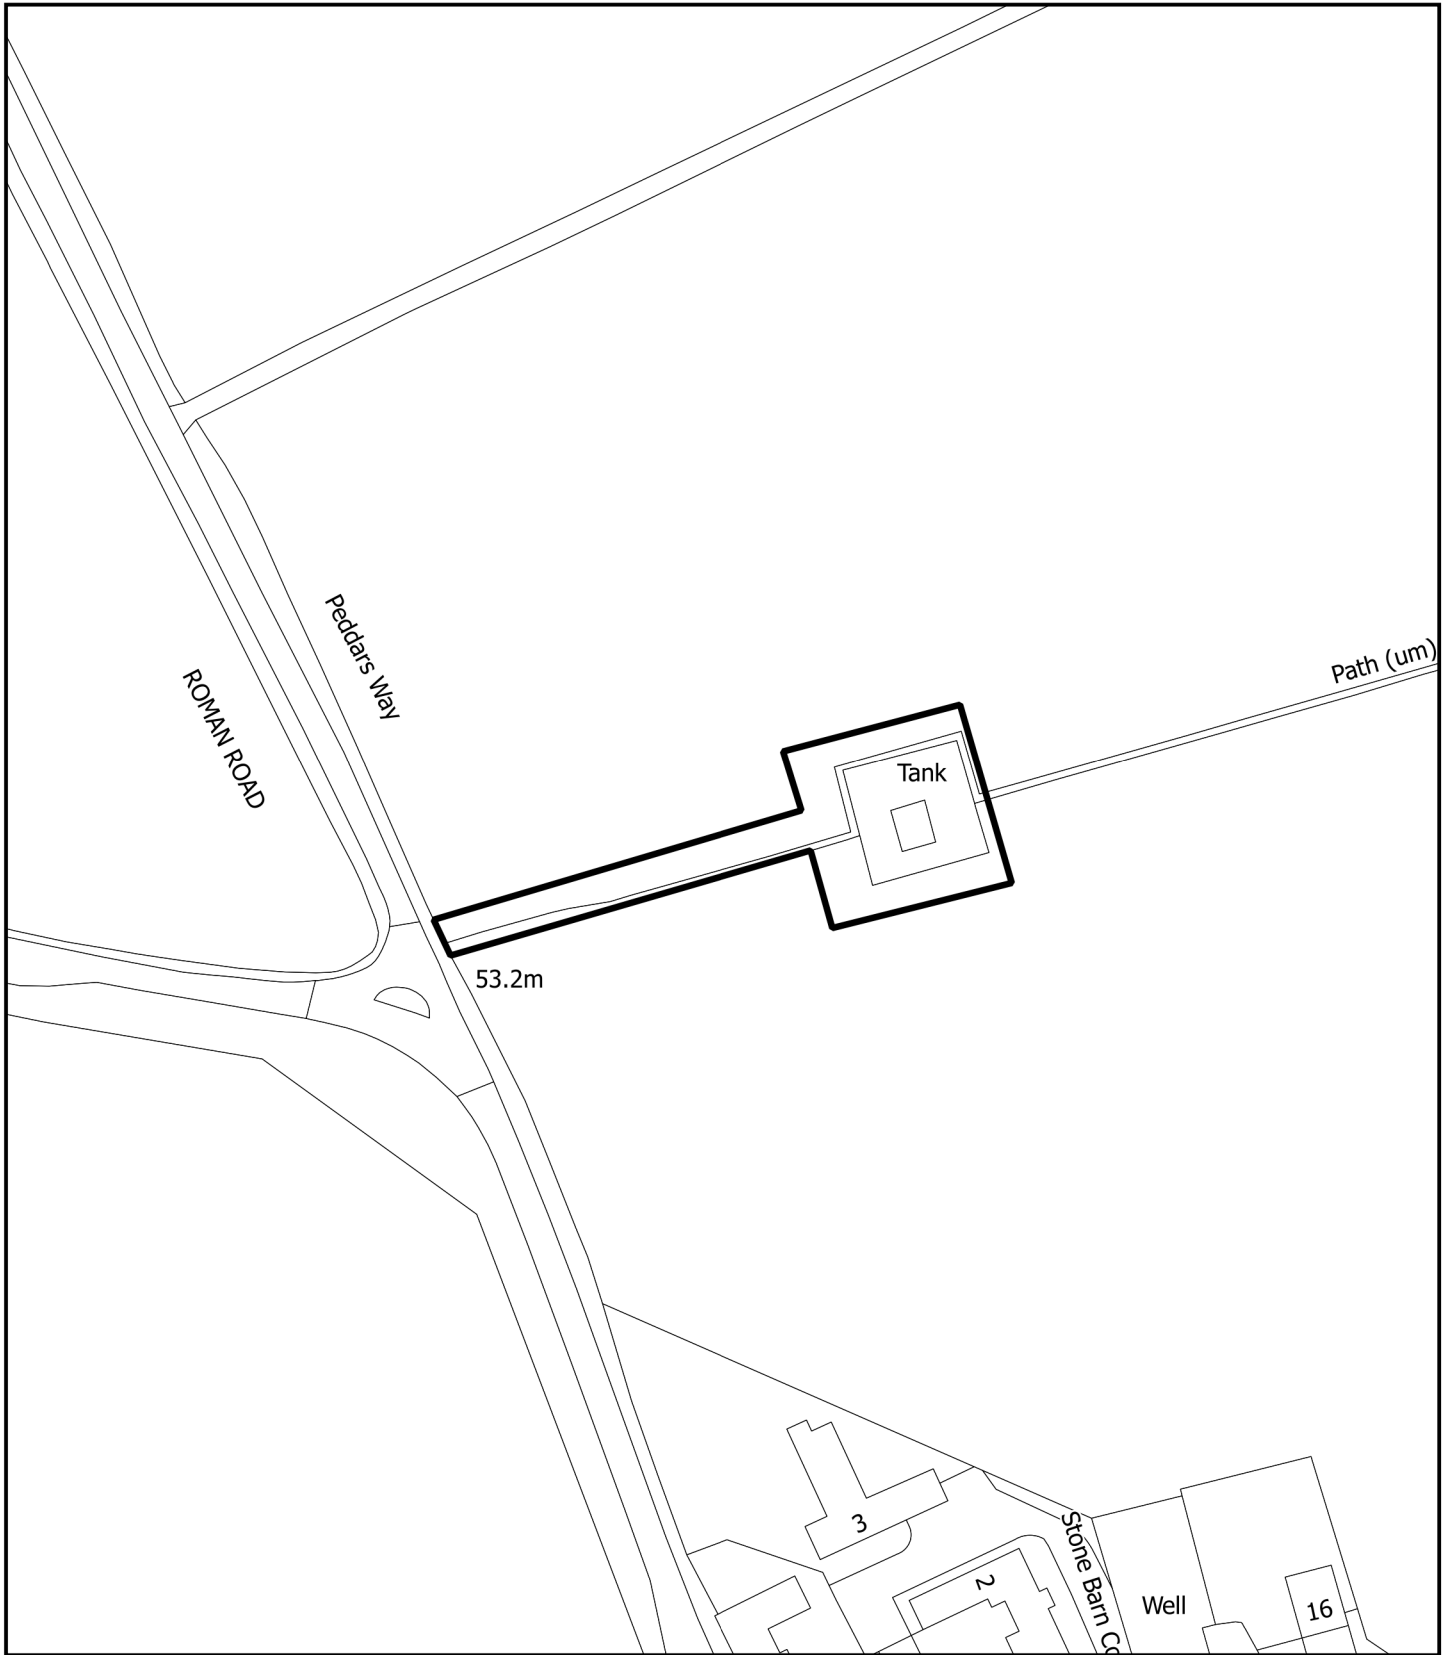 Peddars Way
Path (um)
ROMAN ROAD
Tank
53.2m
Stone Barn Co
3
2
Well
16